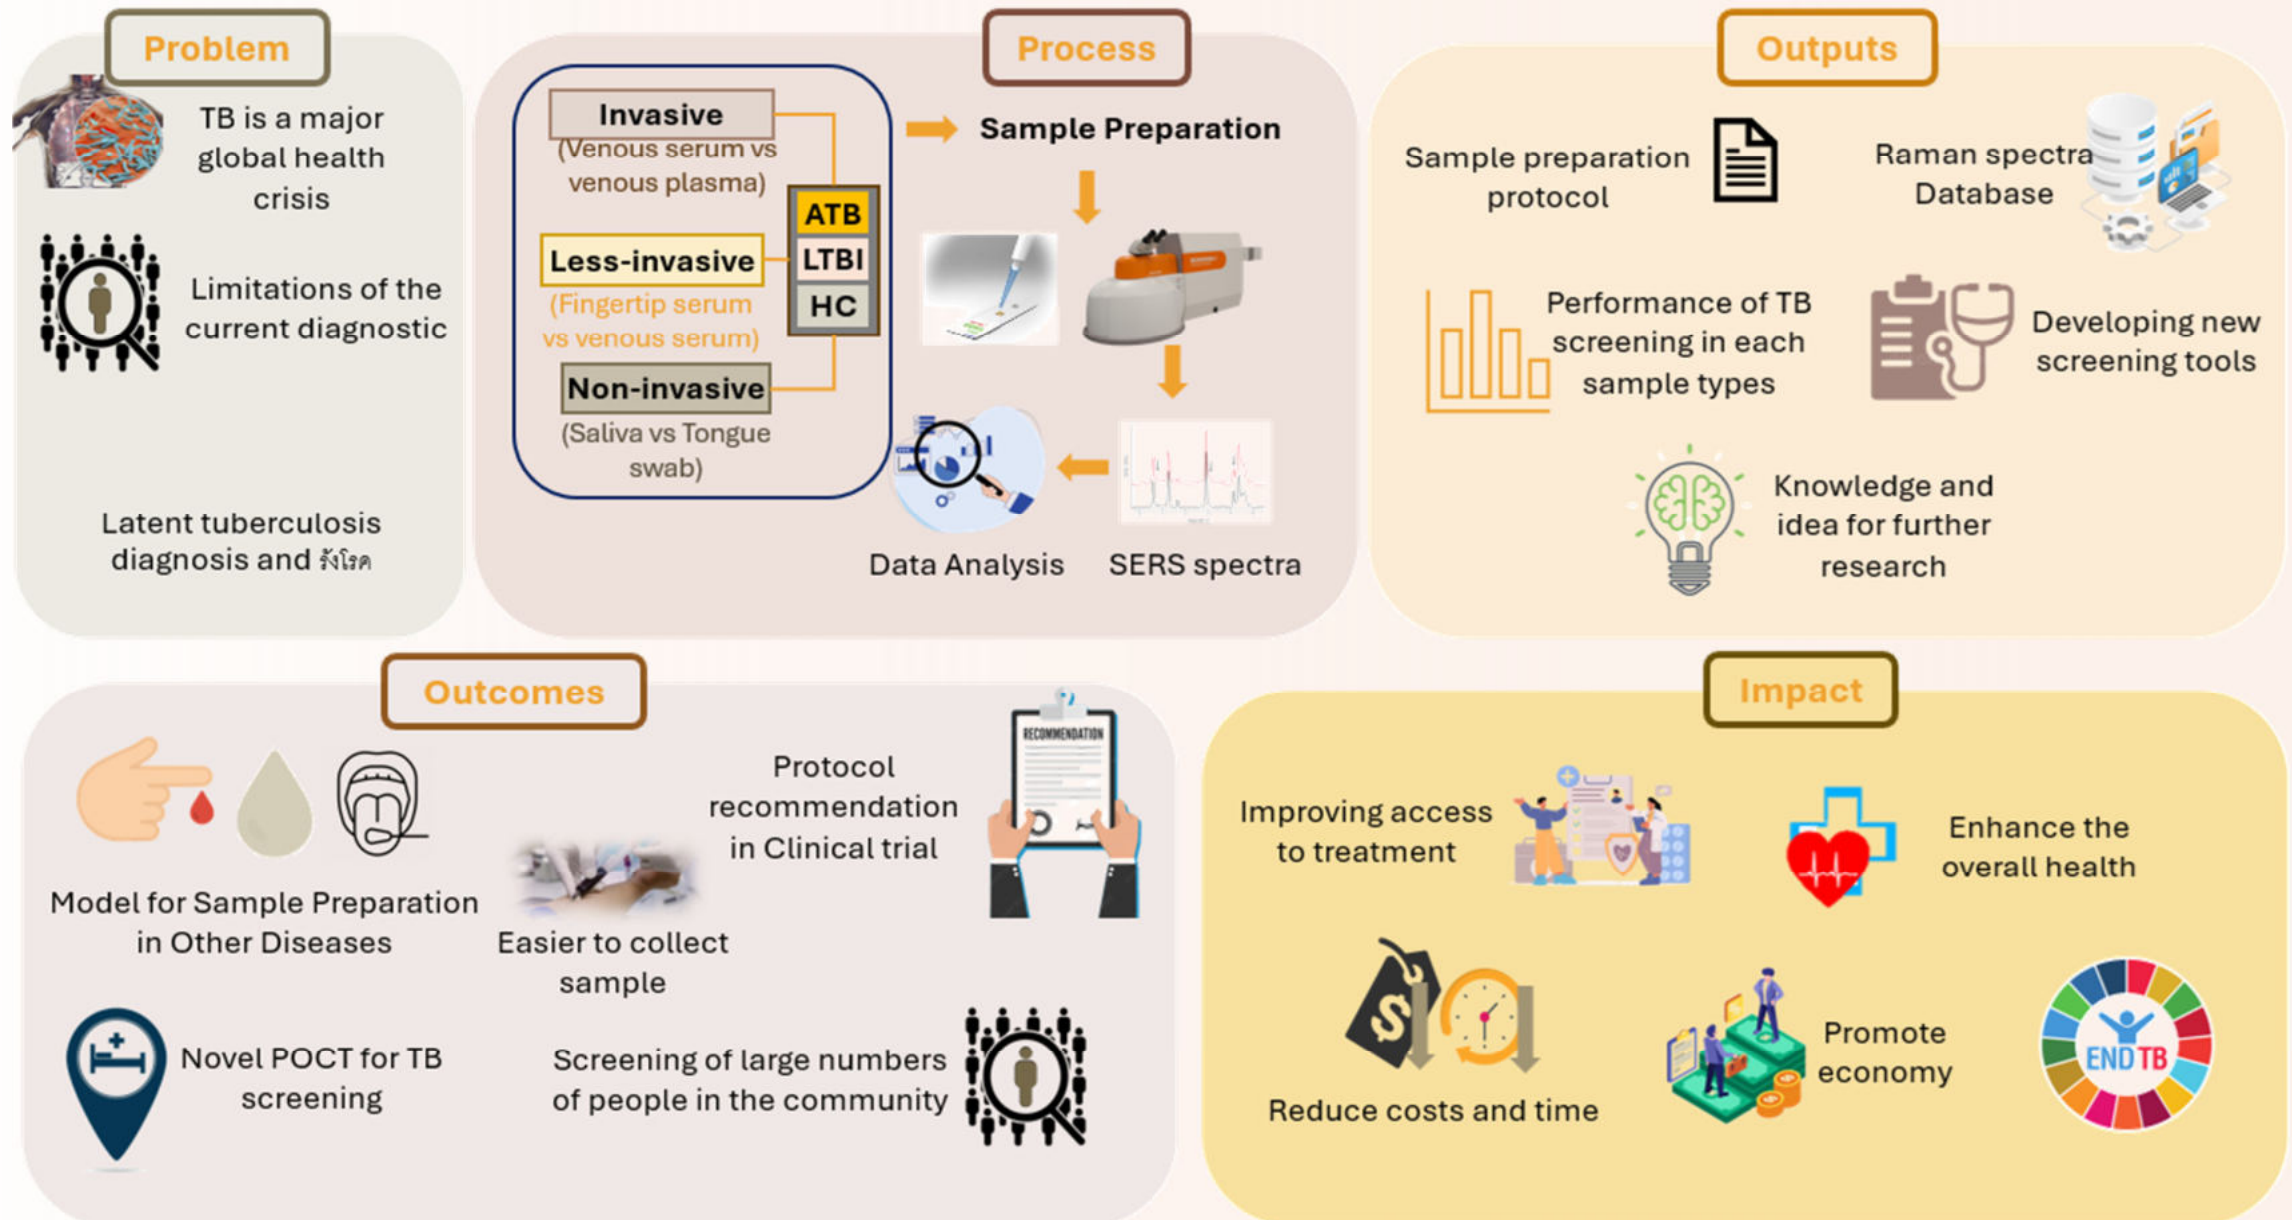 Problem
TB is a major
global health
crisis
Limitations of the
current diagnostic
Latent tuberculosis
diagnosis and รังโรค
Process
Invasive
(Venous serum vs
venous plasma)
Less-invasive
(Fingertip serum
vs venous serum)
Non-invasive
(Saliva vs Tongue
swab)
ATB
LTBI
HC
Sample Preparation
SERS spectra
Data Analysis
Outputs
Sample preparation
protocol
Raman spectra
Database
Performance of TB
screening in each
sample types
Developing new
screening tools
Knowledge and
idea for further
research
Outcomes
Model for Sample Preparation
in Other Diseases
Easier to collect
sample
Protocol
recommendation
in Clinical trial
RECOMMENDATION
Novel POCT for TB
screening
Screening of large numbers
of people in the community
Impact
Improving access
to treatment
Enhance the
overall health
$
Reduce costs and time
Promote
economy
END TB